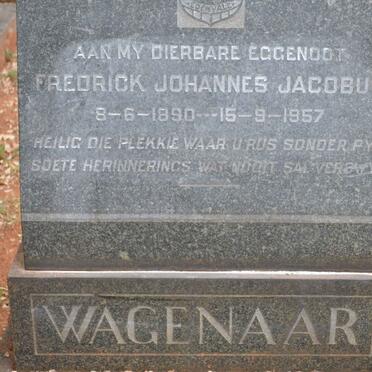 AAN MY DIERBARE EGGENOOT
FREDRICK JOHANNES JACOBU
8-6-1890---15-9-1957
HEILIG DIE PLEKKIE WAAR U RUS SONDER PY
SOETE HERINNERINGS WAT NOOIT SAL VERDWY
WAGENAAR